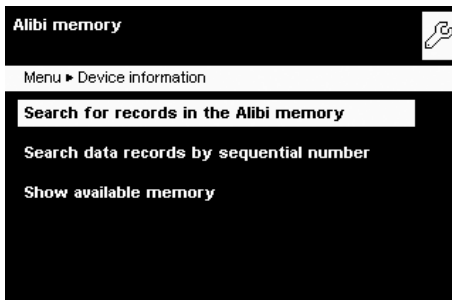 Alibi memory
Menu ▸ Device information
Search for records in the Alibi memory
Search data records by sequential number
Show available memory